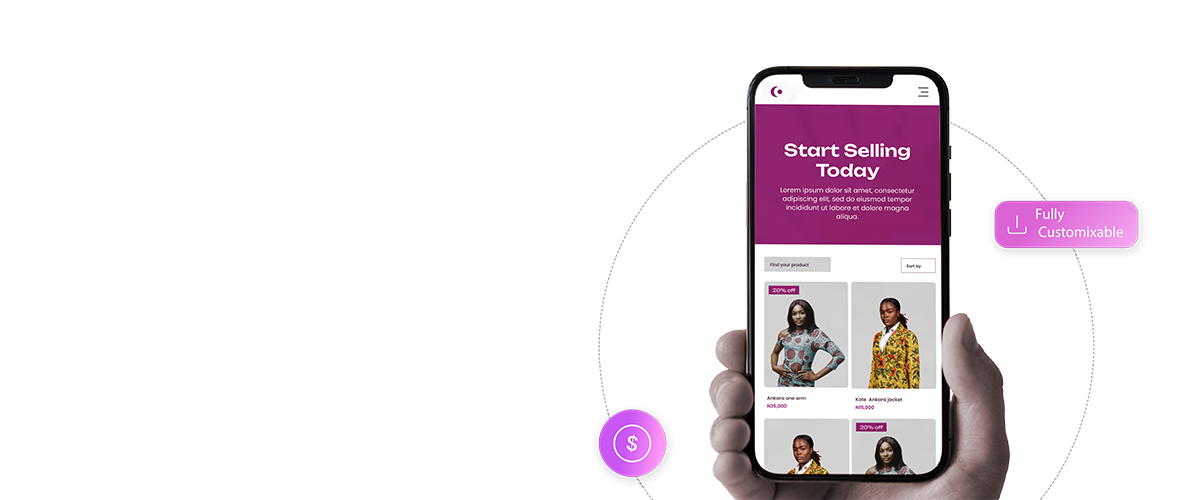 Start Selling
Today
Lorem ipsum dolor sit amet, consectetur
adipiscing elit, sed do eiusmod tempor
incididunt ut labore et dolore magna
aliqua.
Fully
Customixable
Find your product
Sort by
20% off
Ankara one arm
N35,000
Kote Ankara jacket
N15,000
20% off
$